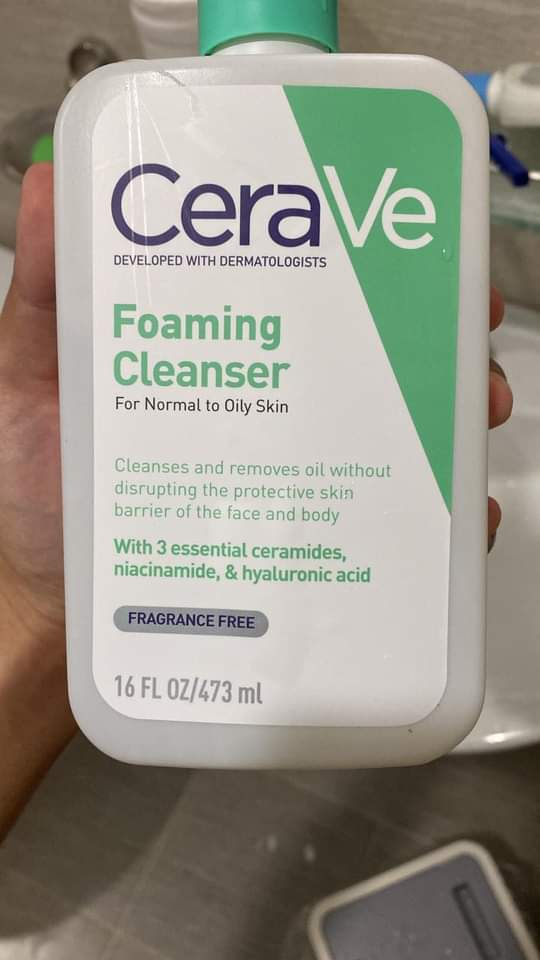 CeraVe
DEVELOPED WITH DERMATOLOGISTS
Foaming
Cleanser
For Normal to Oily Skin
Cleanses and removes oil without
disrupting the protective skin
barrier of the face and body
With 3 essential ceramides,
niacinamide, & hyaluronic acid
FRAGRANCE FREE
16 FL OZ/473 ml